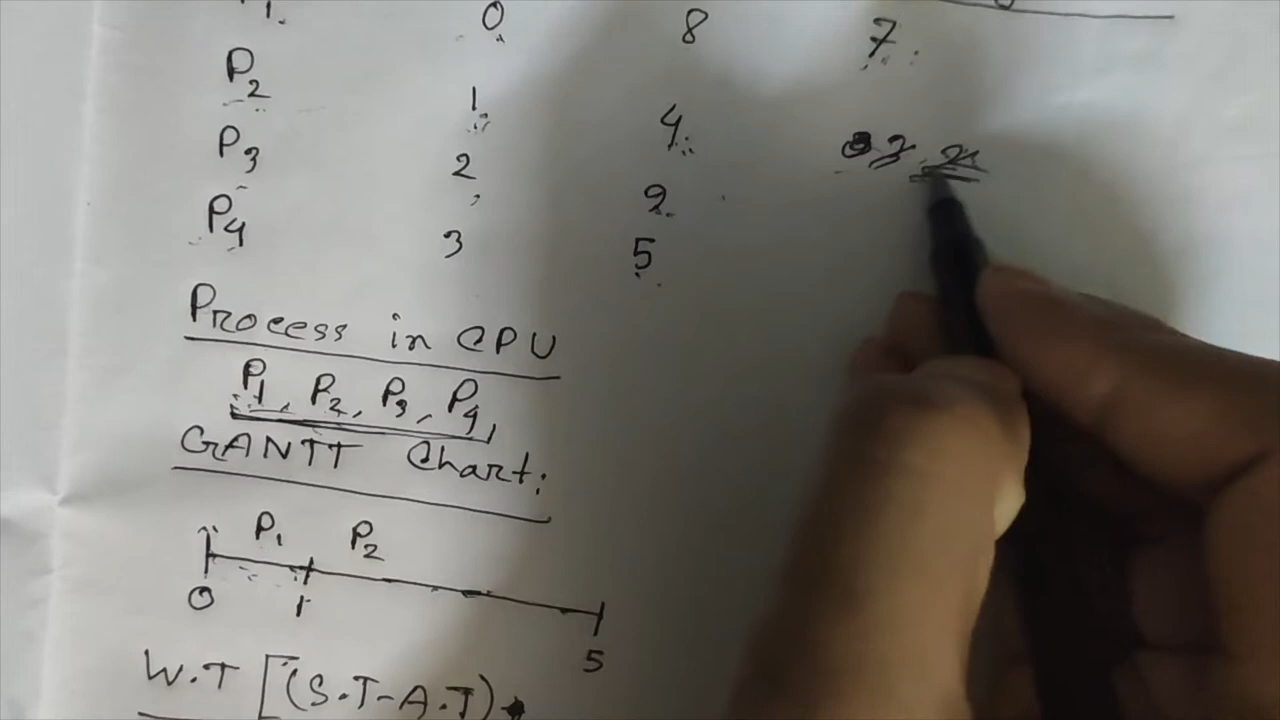 P1. 0 8 7
P2 1 4
P3 2 9
P4 3 5
Process in CPU
P1, P2, P3, P4,
GANTT Chart:
P1 P2
0 1 5
W.T [(S.T-A.T)